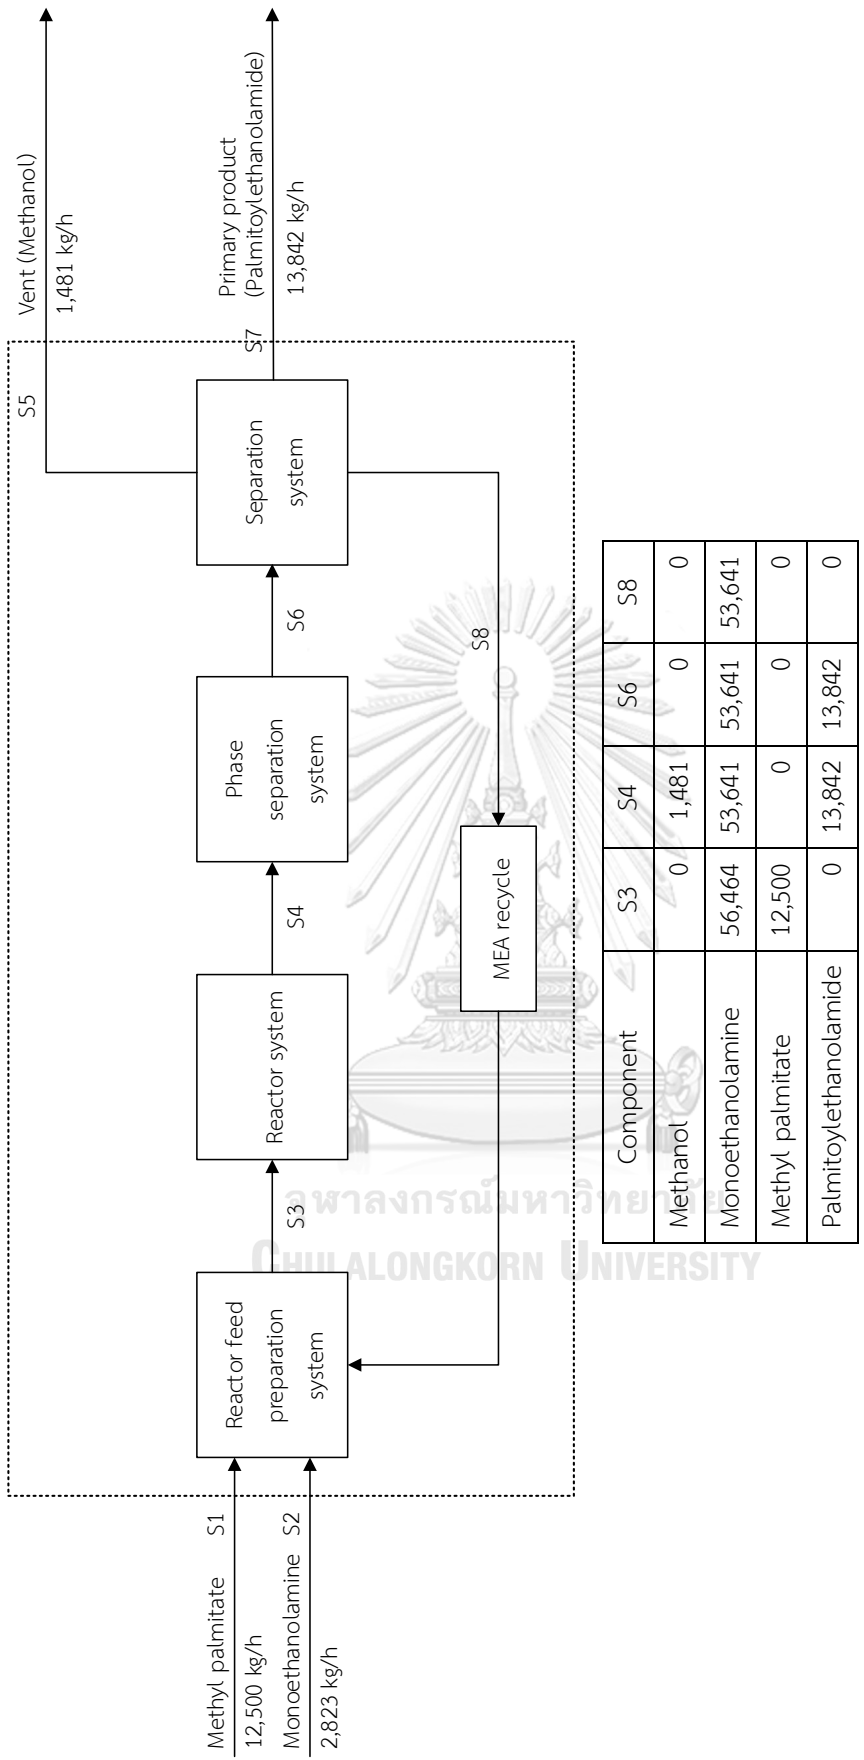 Methyl palmitate S1
12,500 kg/h
Monoethanolamine S2
2,823 kg/h
Reactor feed
preparation
system
S3
Reactor system
S4
Phase
separation
system
S6
Separation
system
S5
Vent (Methanol)
1,481 kg/h
S7
Primary product
(Palmitoylethanolamide)
13,842 kg/h
S8
MEA recycle
Component S3 S4 S6 S8
Methanol 0 1,481 0 0
Monoethanolamine 56,464 53,641 53,641 53,641
Methyl palmitate 12,500 0 0 0
Palmitoylethanolamide 0 13,842 13,842 0
จุฬาลงกรณ์มหาวิทยาลัย
CHULALONGKORN UNIVERSITY